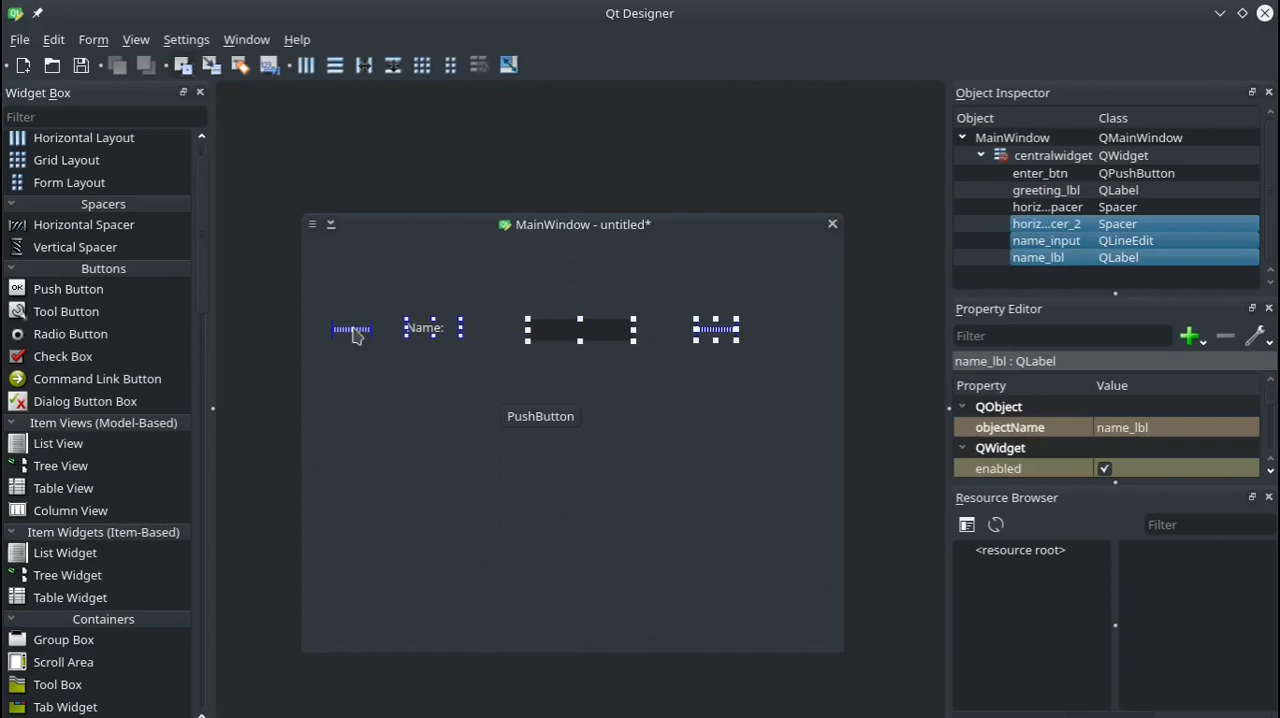 Qt Designer
File Edit Form View Settings Window Help
Widget Box
Filter
Horizontal Layout
Grid Layout
Form Layout
Spacers
Horizontal Spacer
Vertical Spacer
Buttons
OK Push Button
Tool Button
Radio Button
Check Box
Command Link Button
Dialog Button Box
Item Views (Model-Based)
List View
Tree View
Table View
Column View
Item Widgets (Item-Based)
List Widget
Tree Widget
Table Widget
Containers
Group Box
Scroll Area
Tool Box
Tab Widget
MainWindow - untitled*
Name:
PushButton
Object Inspector
Object Class
MainWindow QMainWindow
centralwidget QWidget
enter_btn QPushButton
greeting_lbl QLabel
horiz...pacer Spacer
horiz...cer_2 Spacer
name_input QLineEdit
name_lbl QLabel
Property Editor
Filter
name_lbl : QLabel
Property Value
QObject
objectName name_lbl
QWidget
enabled
Resource Browser
Filter
<resource root>